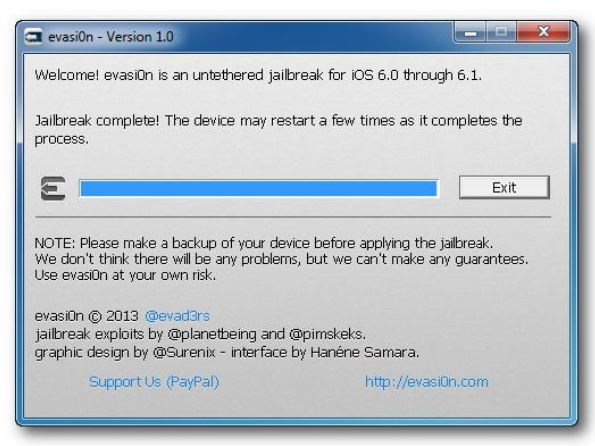 evasi0n - Version 1.0
Welcome! evasi0n is an untethered jailbreak for iOS 6.0 through 6.1.
Jailbreak complete! The device may restart a few times as it completes the
process.
Exit
NOTE: Please make a backup of your device before applying the jailbreak.
We don't think there will be any problems, but we can't make any guarantees.
Use evasi0n at your own risk.
evasi0n © 2013 @evad3rs
jailbreak exploits by @planetbeing and @pimskeks.
graphic design by @Surenix - interface by Hanéne Samara.
Support Us (PayPal) http://evasi0n.com